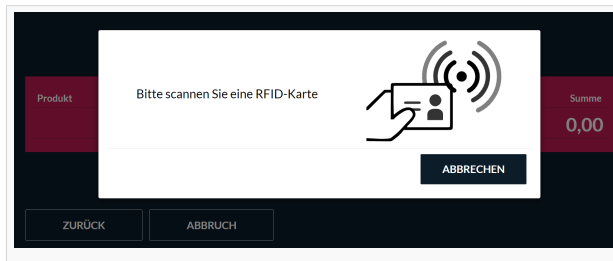 Bitte scannen Sie eine RFID-Karte
Produkt
Summe
0,00
ABBRECHEN
ZURÜCK
ABBRUCH